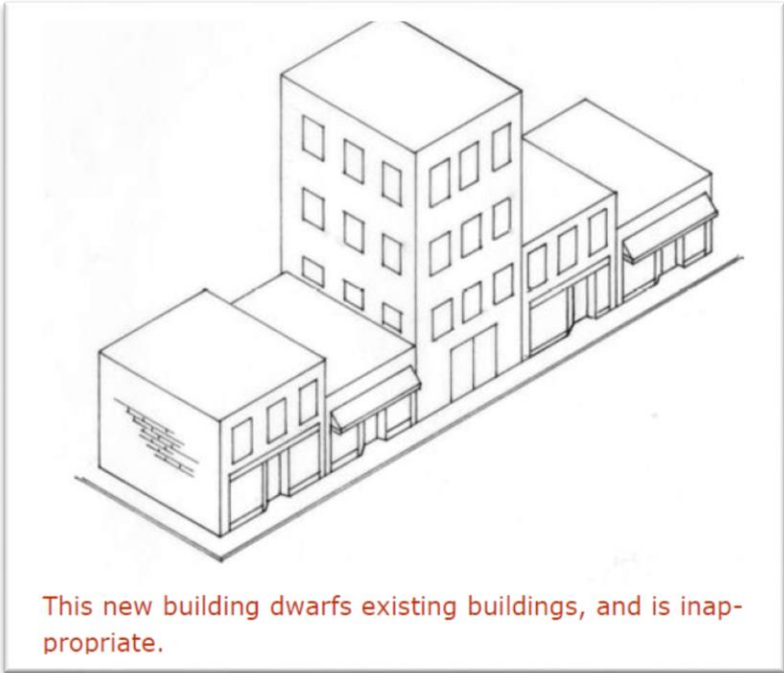 This new building dwarfs existing buildings, and is inap-
propriate.